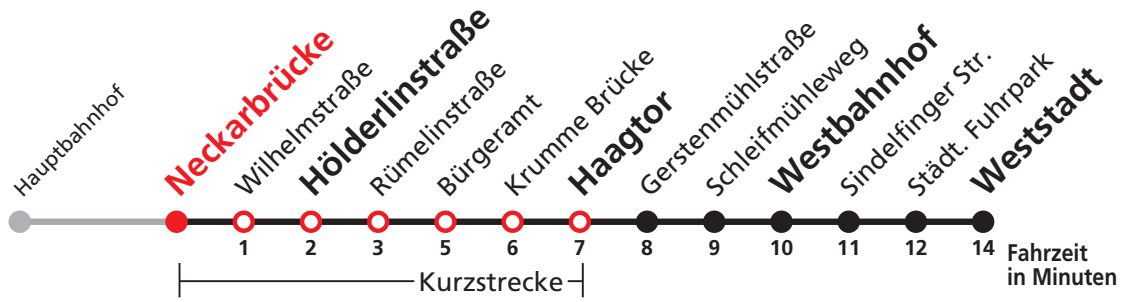 Hauptbahnhof
Neckarbrücke
Wilhelmstraße
Hölderlinstraße
Rümelinstraße
Bürgeramt
Krumme Brücke
Haagtor
Gerstenmühlstraße
Schleifmühleweg
Westbahnhof
Sindelfinger Str.
Städt. Fuhrpark
Weststadt
1 2 3 5 6 7 8 9 10 11 12 14
Fahrzeit
in Minuten
Kurzstrecke